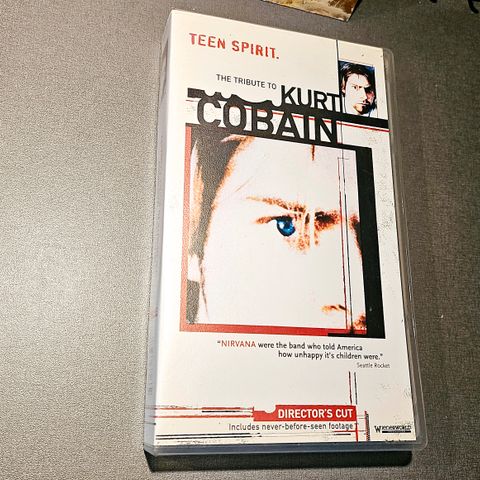 TEEN SPIRIT.
THE TRIBUTE TO
KURT
COBAIN
"NIRVANA were the band who told America
how unhappy it's children were."
Seattle Rocket
DIRECTOR'S CUT
Includes never-before-seen footage
WIENERWORLD